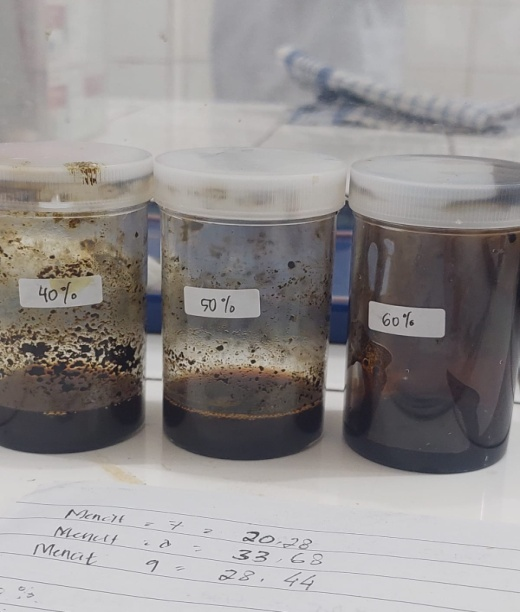 40%
50%
60%
Menit 7 = 20.28
Menit 8 = 33.68
Menit 9 = 28.44
%